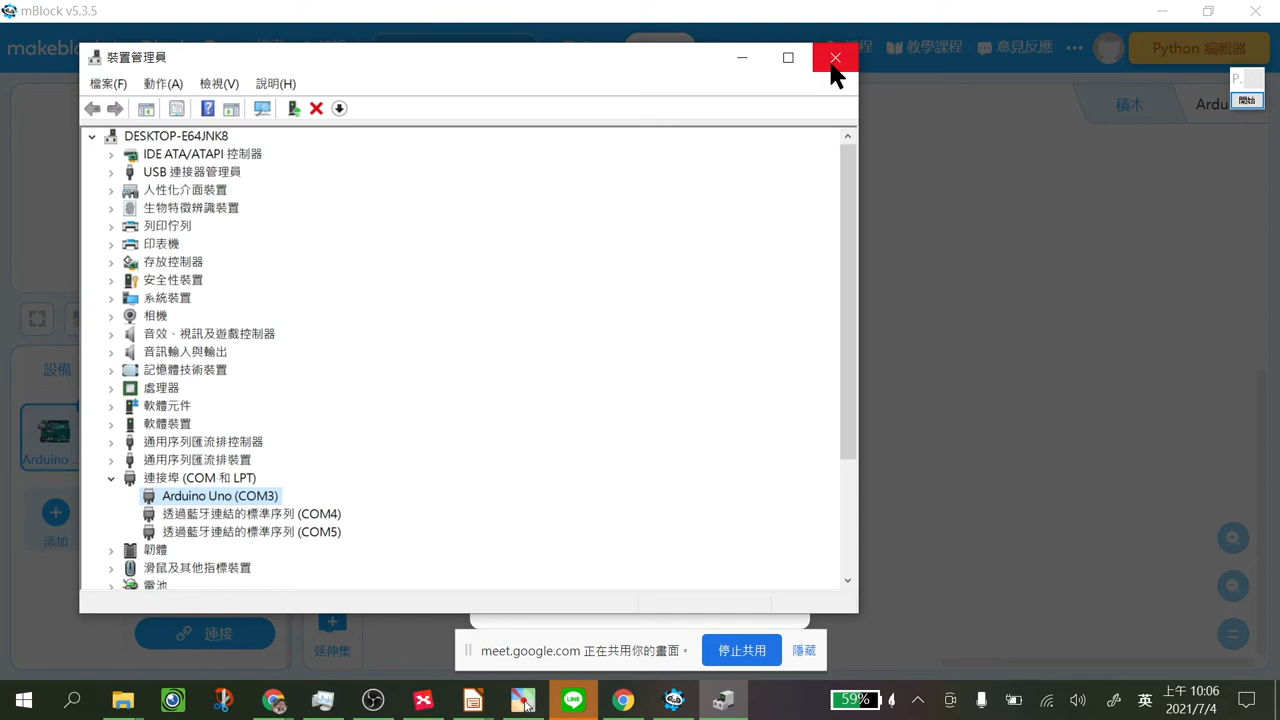 mBlock v5.3.5
makeblock
教學課程
意見反應
Python 編輯器
裝置管理員
檔案(F)
動作(A)
檢視(V)
說明(H)
P..
開始
積木
Ardu
DESKTOP-E64JNK8
IDE ATA/ATAPI 控制器
USB 連接器管理員
人性化介面裝置
生物特徵辨識裝置
列印佇列
印表機
存放控制器
安全性裝置
系統裝置
相機
音效、視訊及遊戲控制器
音訊輸入與輸出
記憶體技術裝置
處理器
軟體元件
軟體裝置
通用序列匯流排控制器
通用序列匯流排裝置
連接埠 (COM 和 LPT)
Arduino Uno (COM3)
透過藍牙連結的標準序列 (COM4)
透過藍牙連結的標準序列 (COM5)
韌體
滑鼠及其他指標裝置
電池
設備
Arduino ...
添加
連接
延伸集
meet.google.com 正在共用你的畫面。
停止共用
隱藏
59%
英
上午 10:06
2021/7/4